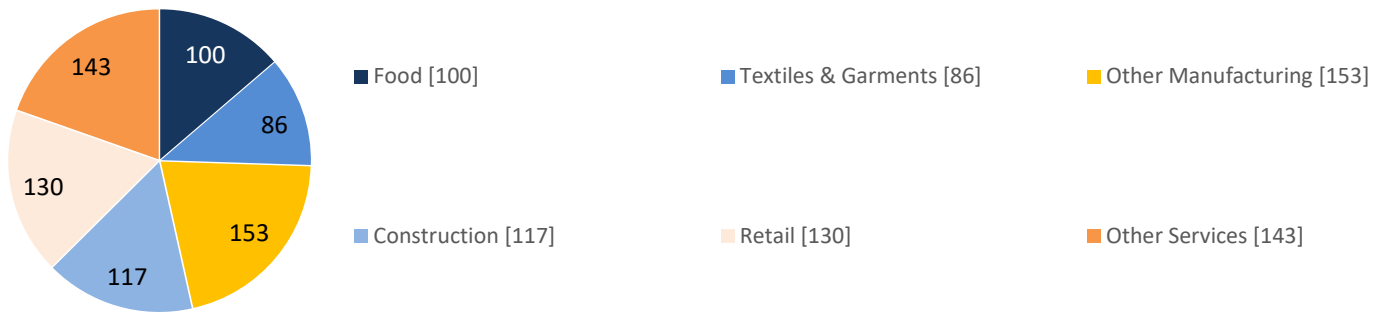 100
143
86
130
153
117
Food [100]
Textiles & Garments [86]
Other Manufacturing [153]
Construction [117]
Retail [130]
Other Services [143]